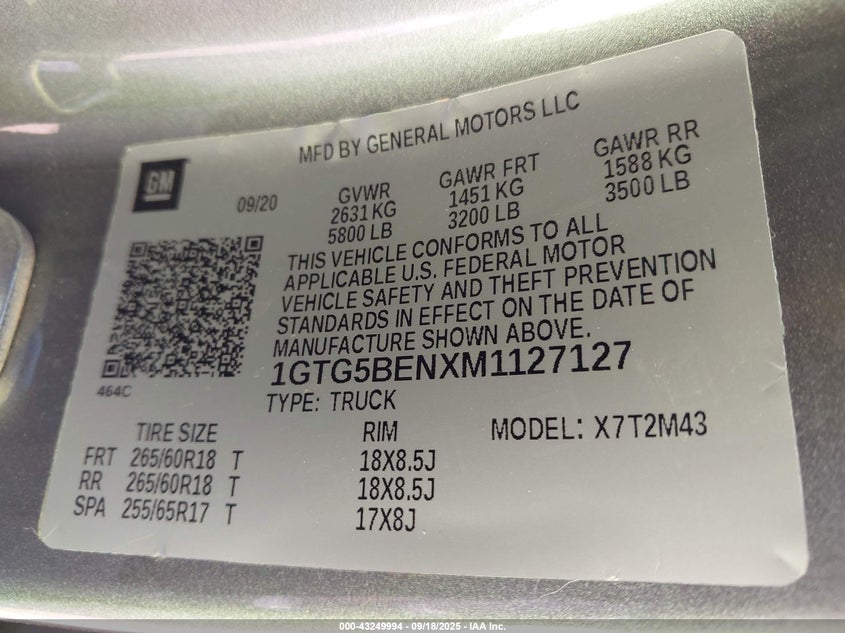 MFD BY GENERAL MOTORS LLC
GM
09/20
GVWR
2631 KG
5800 LB
GAWR FRT
1451 KG
3200 LB
GAWR RR
1588 KG
3500 LB
THIS VEHICLE CONFORMS TO ALL
APPLICABLE U.S. FEDERAL MOTOR
VEHICLE SAFETY AND THEFT PREVENTION
STANDARDS IN EFFECT ON THE DATE OF
MANUFACTURE SHOWN ABOVE.
464C
1GTG5BENXM1127127
TYPE: TRUCK
TIRE SIZE RIM MODEL: X7T2M43
FRT 265/60R18 T 18X8.5J
RR 265/60R18 T 18X8.5J
SPA 255/65R17 T 17X8J
000-43249994 - 09/18/2025 - IAA Inc.